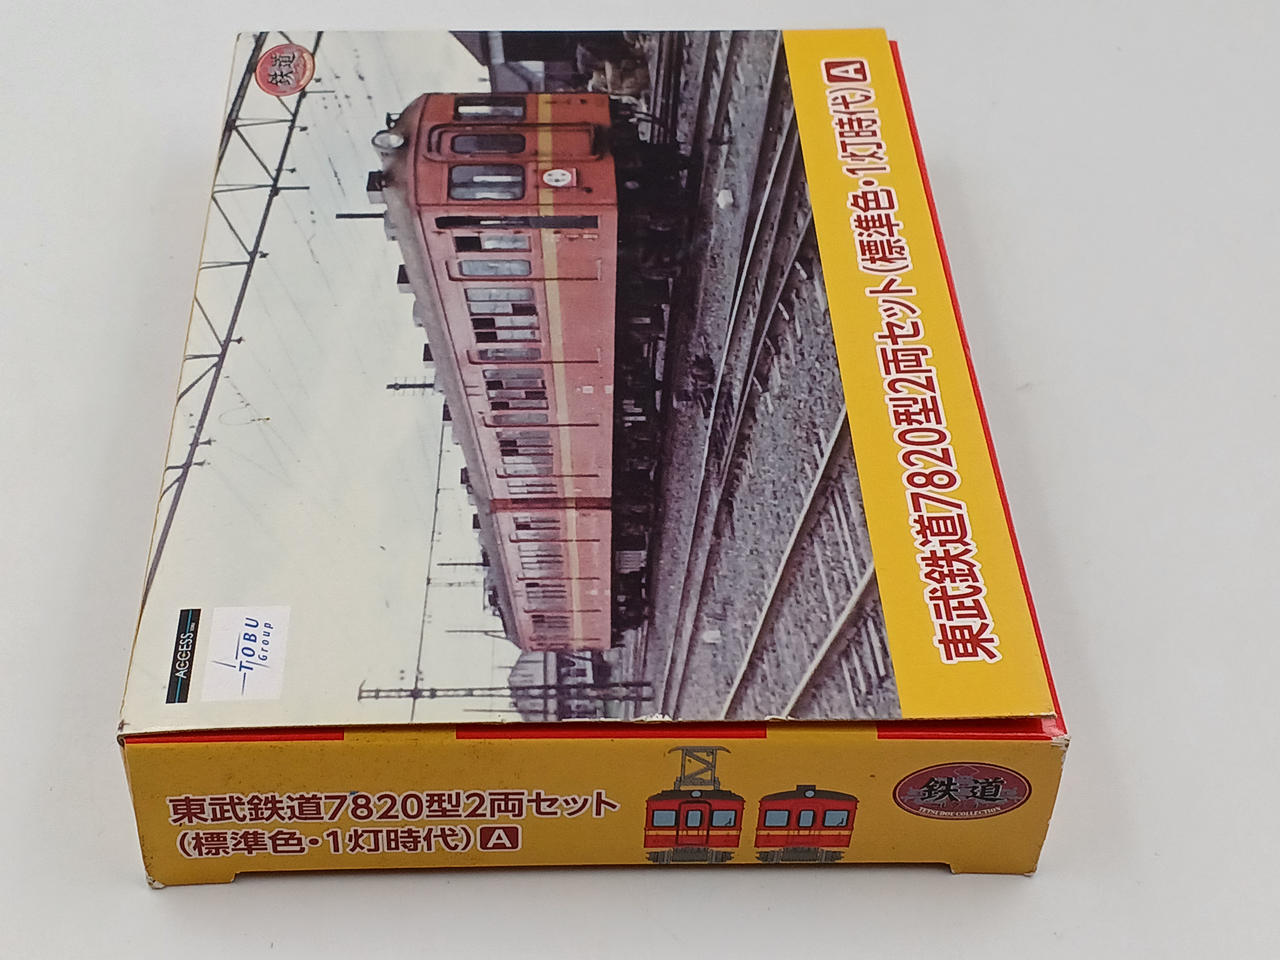 鉄道
東武鉄道7820型2両セット(標準色・1灯時代)A
ACCESS
TOBU
Group
東武鉄道7820型2両セット
(標準色・1灯時代)A
鉄道
TETSUDOU COLLECTION